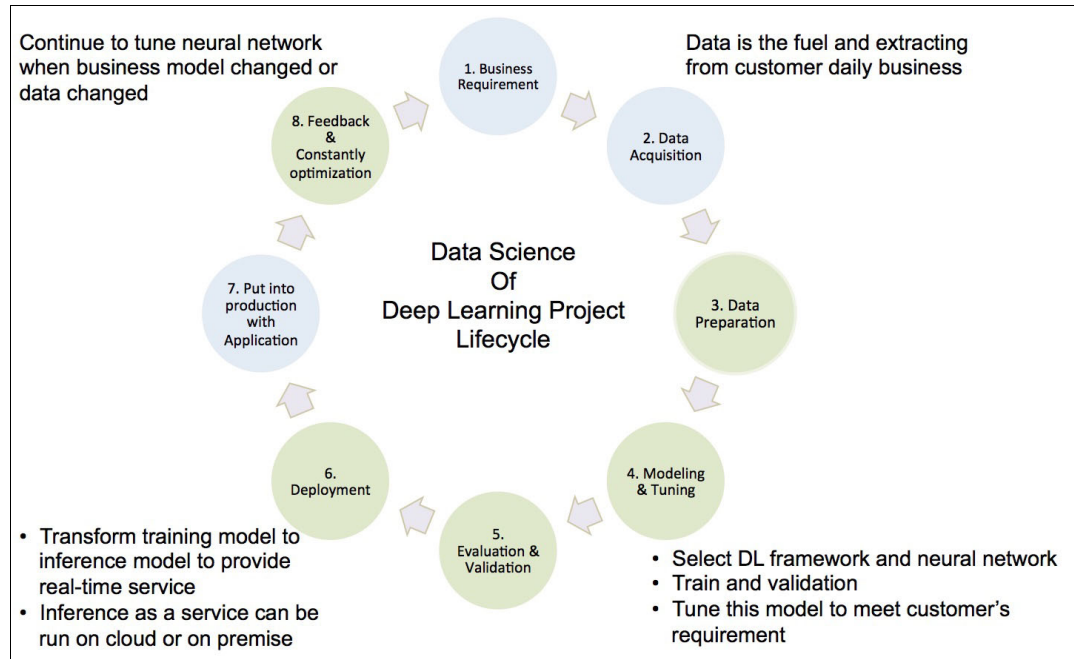 Continue to tune neural network
when business model changed or
data changed
Data is the fuel and extracting
from customer daily business
1. Business
Requirement
2. Data
Acquisition
3. Data
Preparation
4. Modeling
& Tuning
5.
Evaluation &
Validation
6.
Deployment
7. Put into
production
with
Application
8. Feedback
&
Constantly
optimization
Data Science
Of
Deep Learning Project
Lifecycle
• Transform training model to
inference model to provide
real-time service
• Inference as a service can be
run on cloud or on premise
• Select DL framework and neural network
• Train and validation
• Tune this model to meet customer's
requirement